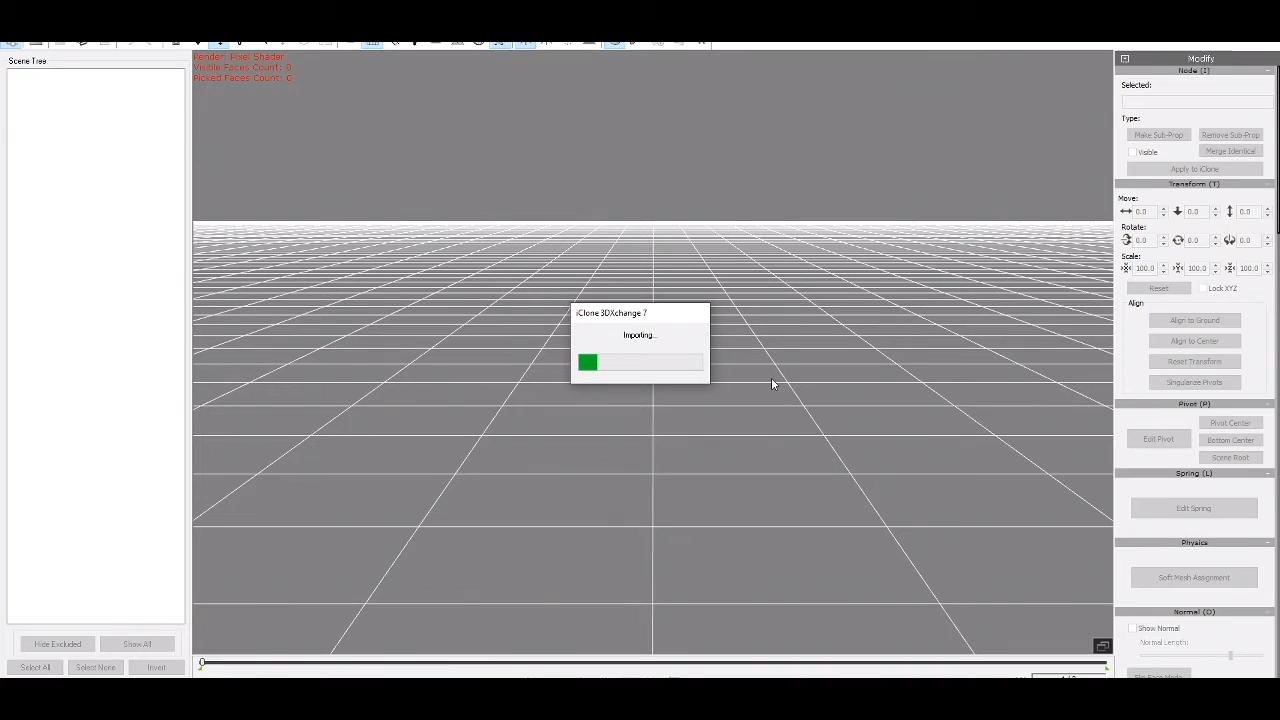 Scene Tree
Render: Pixel Shader
Visible Faces Count: 0
Picked Faces Count: 0
Hide Excluded
Show All
Select All
Select None
Invert
iClone 3DXchange 7
Importing...
Modify
Node (I)
Selected:
Type:
Make Sub-Prop
Remove Sub-Prop
Visible
Merge Identical
Apply to iClone
Transform (T)
Move:
0.0
0.0
0.0
Rotate:
0.0
0.0
0.0
Scale:
100.0
100.0
100.0
Reset
Lock XYZ
Align
Align to Ground
Align to Center
Reset Transform
Singularize Pivots
Pivot (P)
Edit Pivot
Pivot Center
Bottom Center
Scene Root
Spring (L)
Edit Spring
Physics
Soft Mesh Assignment
Normal (O)
Show Normal
Normal Length: